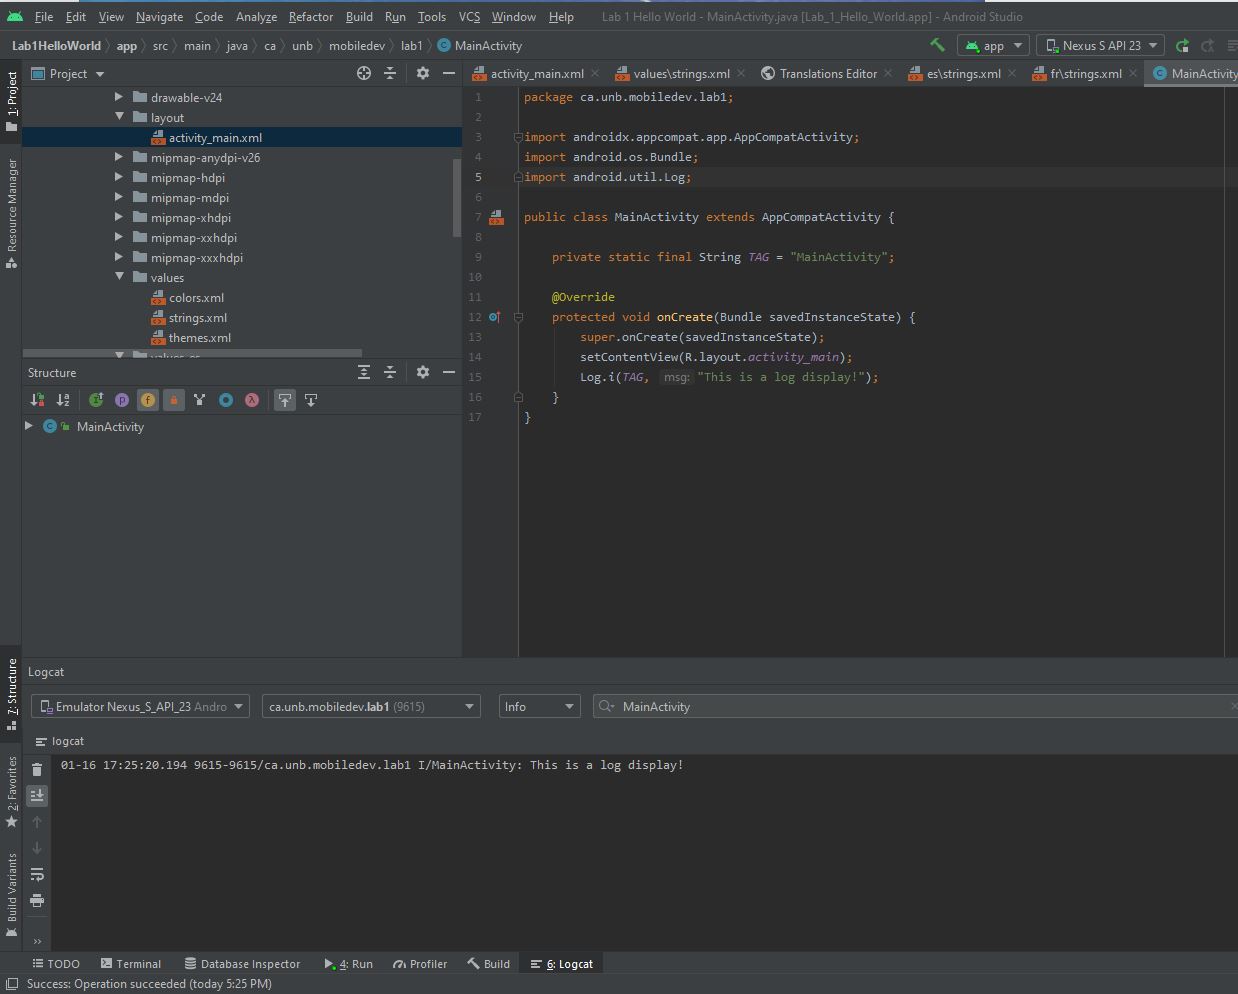 File Edit View Navigate Code Analyze Refactor Build Run Tools VCS Window Help Lab 1 Hello World - MainActivity.java [Lab_1_Hello_World.app] - Android Studio
Lab1HelloWorld app src main java ca unb mobiledev lab1 MainActivity app Nexus S API 23
1: Project
Resource Manager
7: Structure
2: Favorites
Build Variants
Project
drawable-v24
layout
activity_main.xml
mipmap-anydpi-v26
mipmap-hdpi
mipmap-mdpi
mipmap-xhdpi
mipmap-xxhdpi
mipmap-xxxhdpi
values
colors.xml
strings.xml
themes.xml
values-es
Structure
MainActivity
activity_main.xml values\strings.xml Translations Editor es\strings.xml fr\strings.xml MainActivity
1 package ca.unb.mobiledev.lab1;
2
3 import androidx.appcompat.app.AppCompatActivity;
4 import android.os.Bundle;
5 import android.util.Log;
6
7 public class MainActivity extends AppCompatActivity {
8
9 private static final String TAG = "MainActivity";
10
11 @Override
12 protected void onCreate(Bundle savedInstanceState) {
13 super.onCreate(savedInstanceState);
14 setContentView(R.layout.activity_main);
15 Log.i(TAG, msg: "This is a log display!");
16 }
17 }
Logcat
Emulator Nexus_S_API_23 Andro ca.unb.mobiledev.lab1 (9615) Info MainActivity
logcat
01-16 17:25:20.194 9615-9615/ca.unb.mobiledev.lab1 I/MainActivity: This is a log display!
TODO Terminal Database Inspector 4: Run Profiler Build 6: Logcat
Success: Operation succeeded (today 5:25 PM)